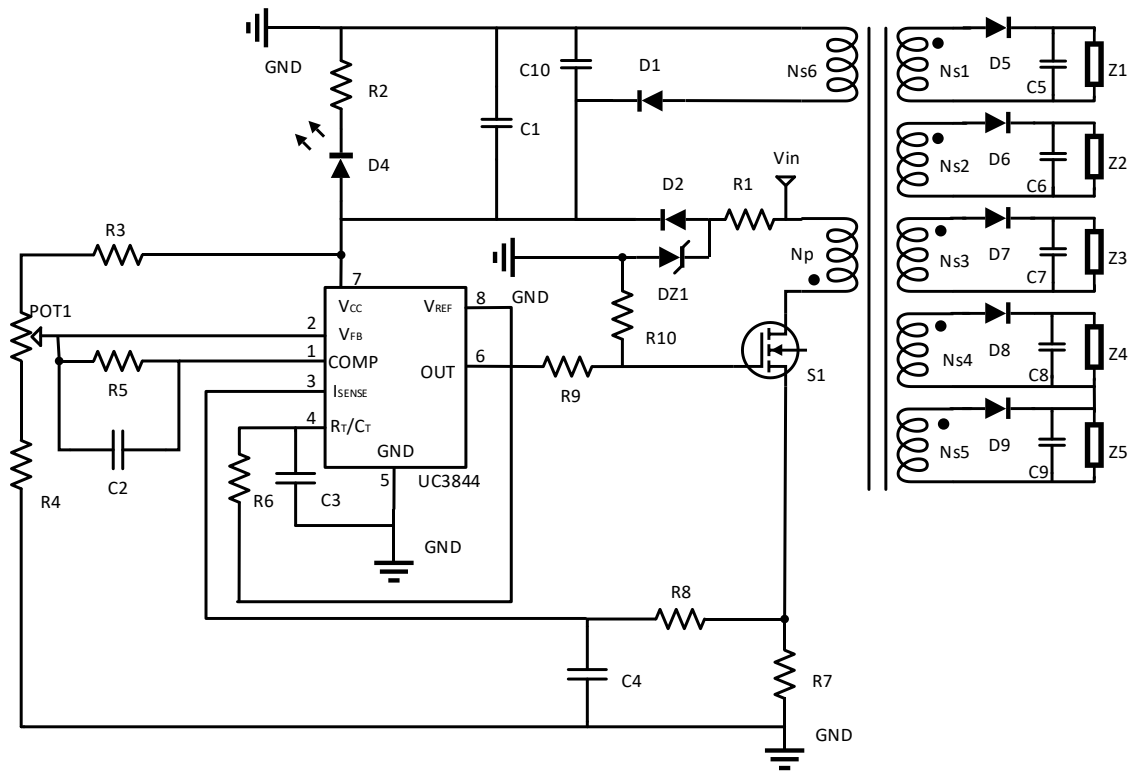 GND
R2
C10
D1
Ns6
Ns1
D5
C5
Z1
C1
D4
Vin
Ns2
D6
C6
Z2
D2
R1
R3
Np
Ns3
D7
C7
Z3
GND
DZ1
POT1
7
VCC
VREF
8
R10
2
VFB
1
COMP
OUT
6
S1
Ns4
D8
C8
Z4
R5
3
ISENSE
R9
4
RT/CT
GND
5
UC3844
Ns5
D9
C9
Z5
R4
C2
R6
C3
GND
R8
C4
R7
GND